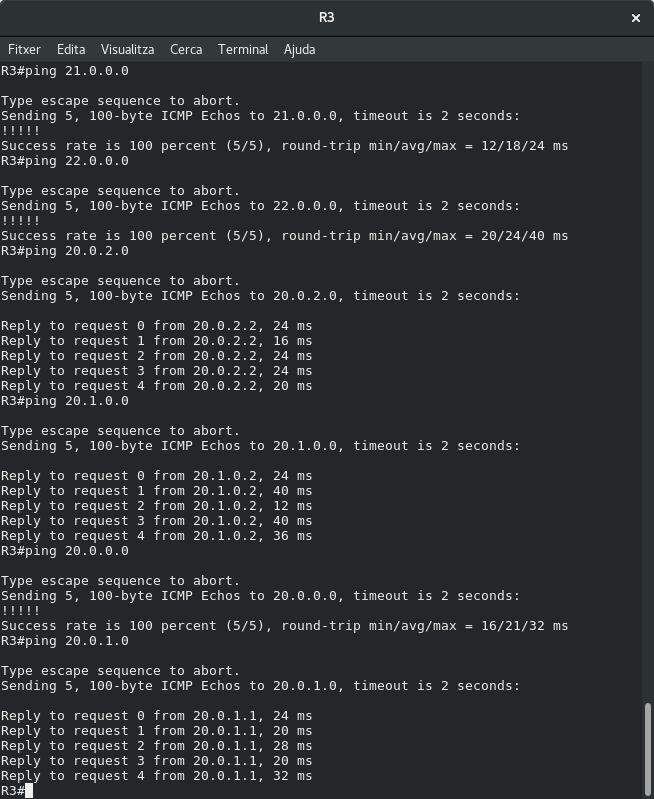 R3
Fitxer Edita Visualitza Cerca Terminal Ajuda
R3#ping 21.0.0.0
Type escape sequence to abort.
Sending 5, 100-byte ICMP Echos to 21.0.0.0, timeout is 2 seconds:
!!!!!
Success rate is 100 percent (5/5), round-trip min/avg/max = 12/18/24 ms
R3#ping 22.0.0.0
Type escape sequence to abort.
Sending 5, 100-byte ICMP Echos to 22.0.0.0, timeout is 2 seconds:
!!!!!
Success rate is 100 percent (5/5), round-trip min/avg/max = 20/24/40 ms
R3#ping 20.0.2.0
Type escape sequence to abort.
Sending 5, 100-byte ICMP Echos to 20.0.2.0, timeout is 2 seconds:
Reply to request 0 from 20.0.2.2, 24 ms
Reply to request 1 from 20.0.2.2, 16 ms
Reply to request 2 from 20.0.2.2, 24 ms
Reply to request 3 from 20.0.2.2, 24 ms
Reply to request 4 from 20.0.2.2, 20 ms
R3#ping 20.1.0.0
Type escape sequence to abort.
Sending 5, 100-byte ICMP Echos to 20.1.0.0, timeout is 2 seconds:
Reply to request 0 from 20.1.0.2, 24 ms
Reply to request 1 from 20.1.0.2, 40 ms
Reply to request 2 from 20.1.0.2, 12 ms
Reply to request 3 from 20.1.0.2, 40 ms
Reply to request 4 from 20.1.0.2, 36 ms
R3#ping 20.0.0.0
Type escape sequence to abort.
Sending 5, 100-byte ICMP Echos to 20.0.0.0, timeout is 2 seconds:
!!!!!
Success rate is 100 percent (5/5), round-trip min/avg/max = 16/21/32 ms
R3#ping 20.0.1.0
Type escape sequence to abort.
Sending 5, 100-byte ICMP Echos to 20.0.1.0, timeout is 2 seconds:
Reply to request 0 from 20.0.1.1, 24 ms
Reply to request 1 from 20.0.1.1, 20 ms
Reply to request 2 from 20.0.1.1, 28 ms
Reply to request 3 from 20.0.1.1, 20 ms
Reply to request 4 from 20.0.1.1, 32 ms
R3#